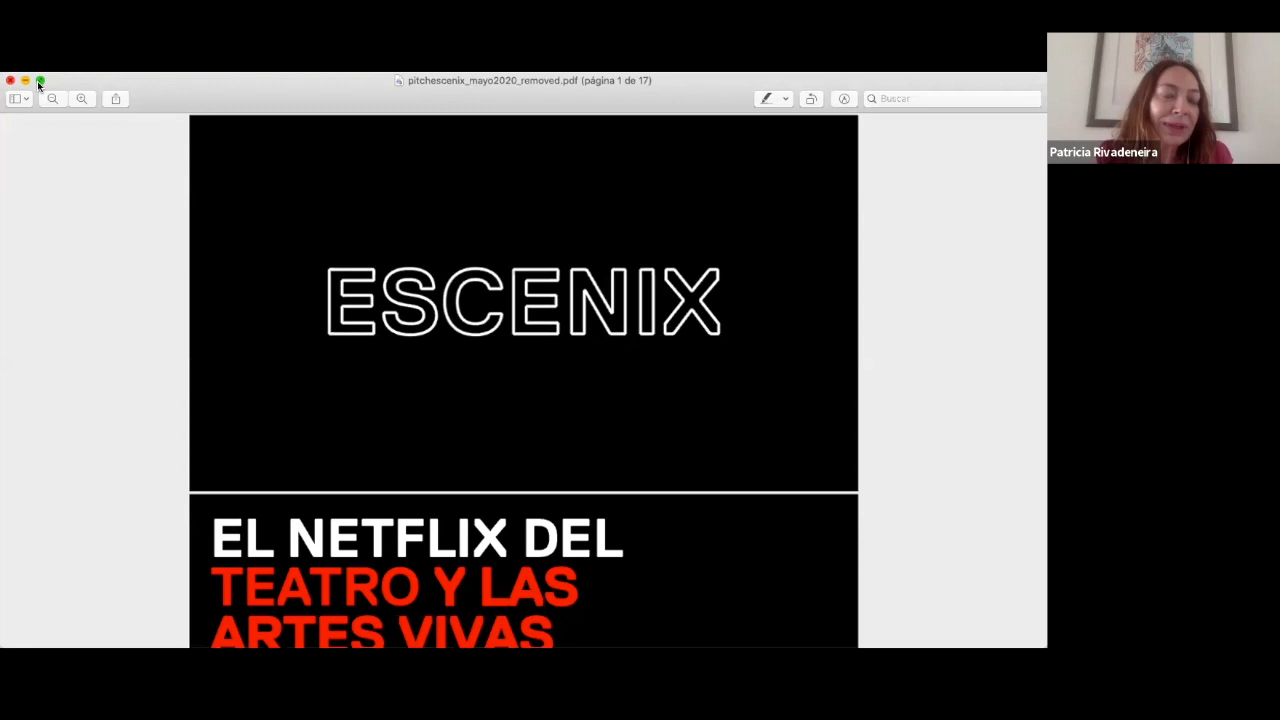 pitchescenix_mayo2020_removed.pdf (página 1 de 17)
Buscar
Patricia Rivadeneira
ESCENIX
EL NETFLIX DEL
TEATRO Y LAS
ARTES VIVAS